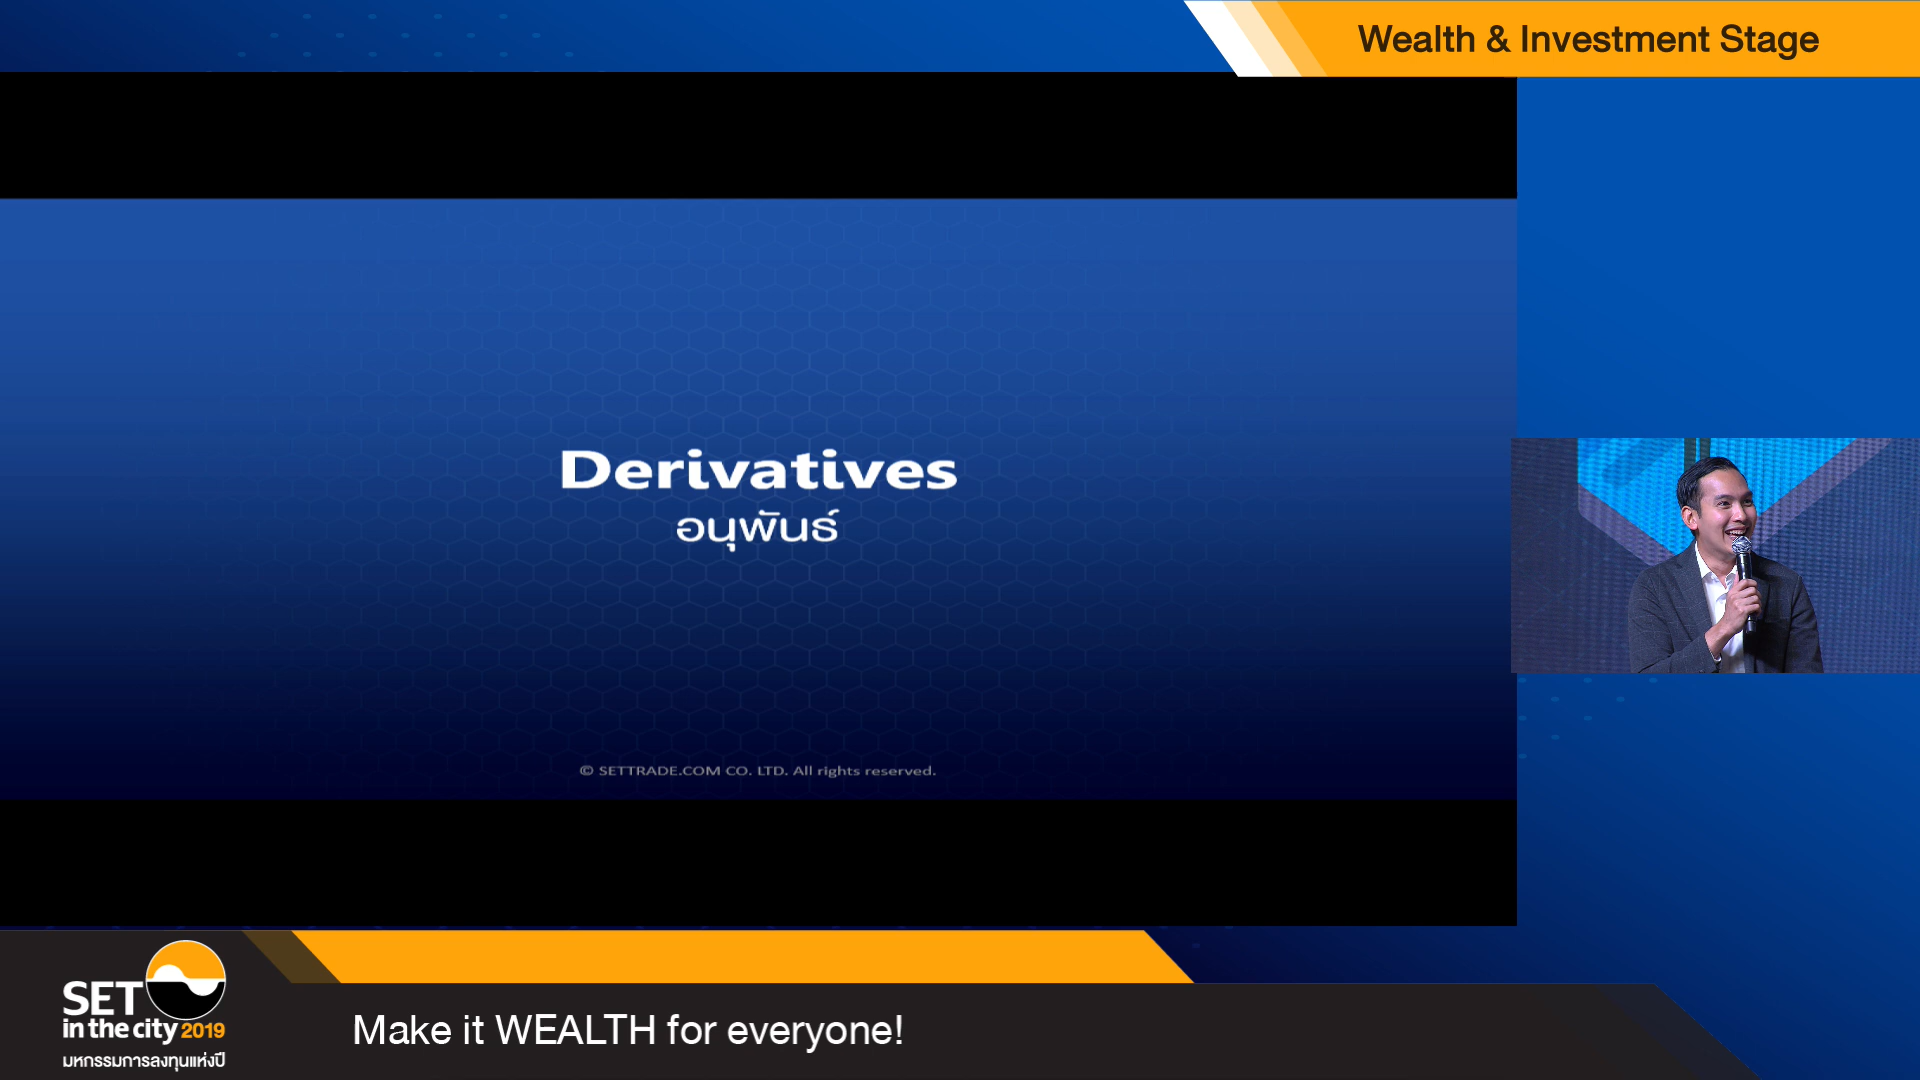 Wealth & Investment Stage
Derivatives
อนุพันธ์
© SETTRADE.COM CO. LTD. All rights reserved.
SET
in the city 2019
มหกรรมการลงทุนแห่งปี
Make it WEALTH for everyone!